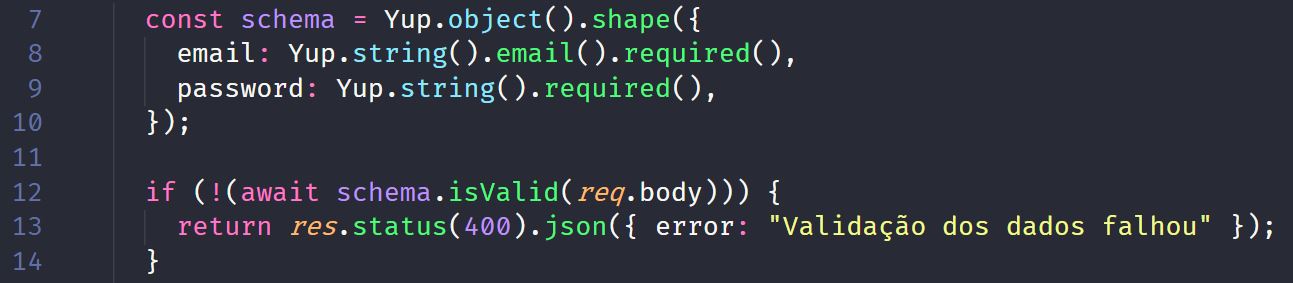 7 const schema = Yup.object().shape({
8 email: Yup.string().email().required(),
9 password: Yup.string().required(),
10 });
11
12 if (!(await schema.isValid(req.body))) {
13 return res.status(400).json({ error: "Validação dos dados falhou" });
14 }